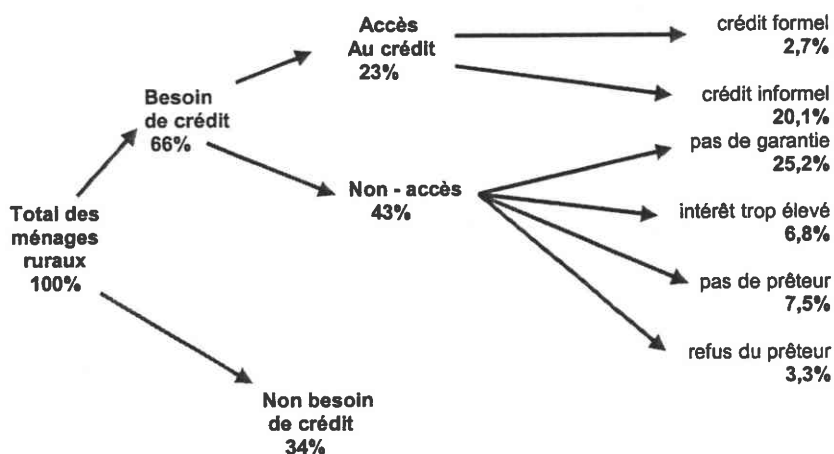 Accès
Au crédit
23%
crédit formel
2,7%
crédit informel
20,1%
Besoin
de crédit
66%
pas de garantie
25,2%
Non - accès
43%
intérêt trop élevé
6,8%
Total des
ménages
ruraux
100%
pas de prêteur
7,5%
refus du prêteur
3,3%
Non besoin
de crédit
34%